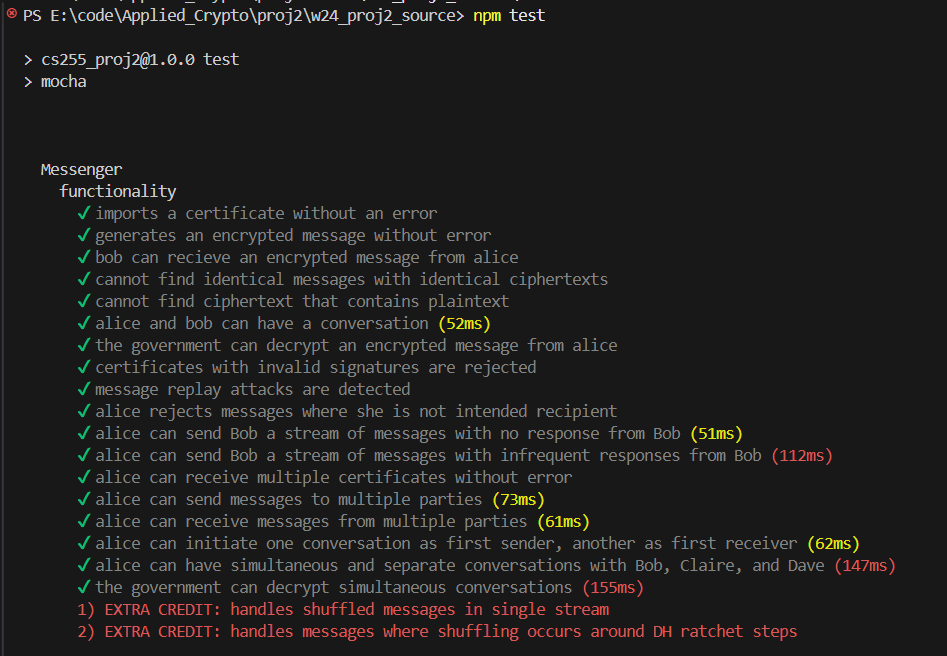 PS E:\code\Applied_Crypto\proj2\w24_proj2_source> npm test
> cs255_proj2@1.0.0 test
> mocha
Messenger
functionality
✓ imports a certificate without an error
✓ generates an encrypted message without error
✓ bob can recieve an encrypted message from alice
✓ cannot find identical messages with identical ciphertexts
✓ cannot find ciphertext that contains plaintext
✓ alice and bob can have a conversation (52ms)
✓ the government can decrypt an encrypted message from alice
✓ certificates with invalid signatures are rejected
✓ message replay attacks are detected
✓ alice rejects messages where she is not intended recipient
✓ alice can send Bob a stream of messages with no response from Bob (51ms)
✓ alice can send Bob a stream of messages with infrequent responses from Bob (112ms)
✓ alice can receive multiple certificates without error
✓ alice can send messages to multiple parties (73ms)
✓ alice can receive messages from multiple parties (61ms)
✓ alice can initiate one conversation as first sender, another as first receiver (62ms)
✓ alice can have simultaneous and separate conversations with Bob, Claire, and Dave (147ms)
✓ the government can decrypt simultaneous conversations (155ms)
1) EXTRA CREDIT: handles shuffled messages in single stream
2) EXTRA CREDIT: handles messages where shuffling occurs around DH ratchet steps